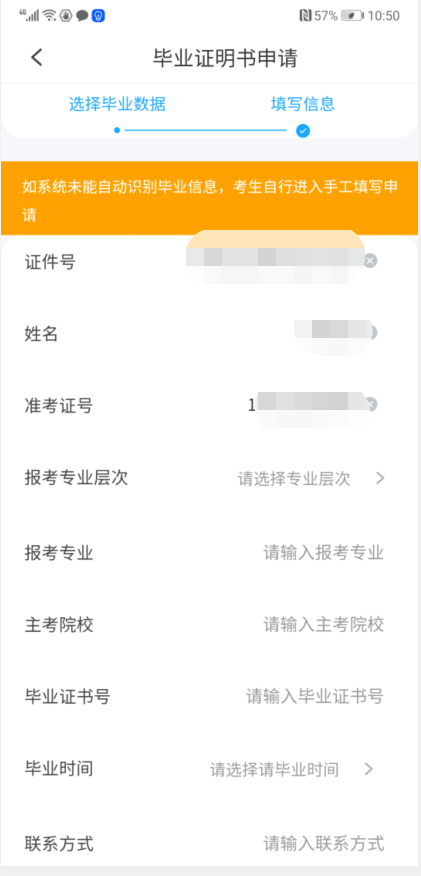 46
57%
10:50
毕业证明书申请
选择毕业数据
填写信息
如系统未能自动识别毕业信息，考生自行进入手工填写申
请
证件号
姓名
准考证号
1
报考专业层次
请选择专业层次
报考专业
请输入报考专业
主考院校
请输入主考院校
毕业证书号
请输入毕业证书号
毕业时间
请选择请毕业时间
联系方式
请输入联系方式